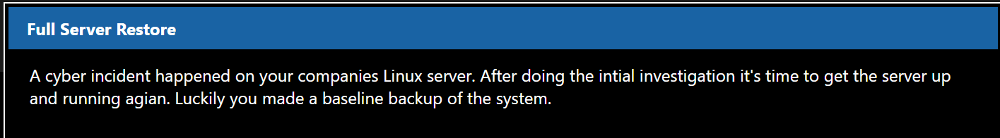 Full Server Restore
A cyber incident happened on your companies Linux server. After doing the intial investigation it's time to get the server up
and running agian. Luckily you made a baseline backup of the system.